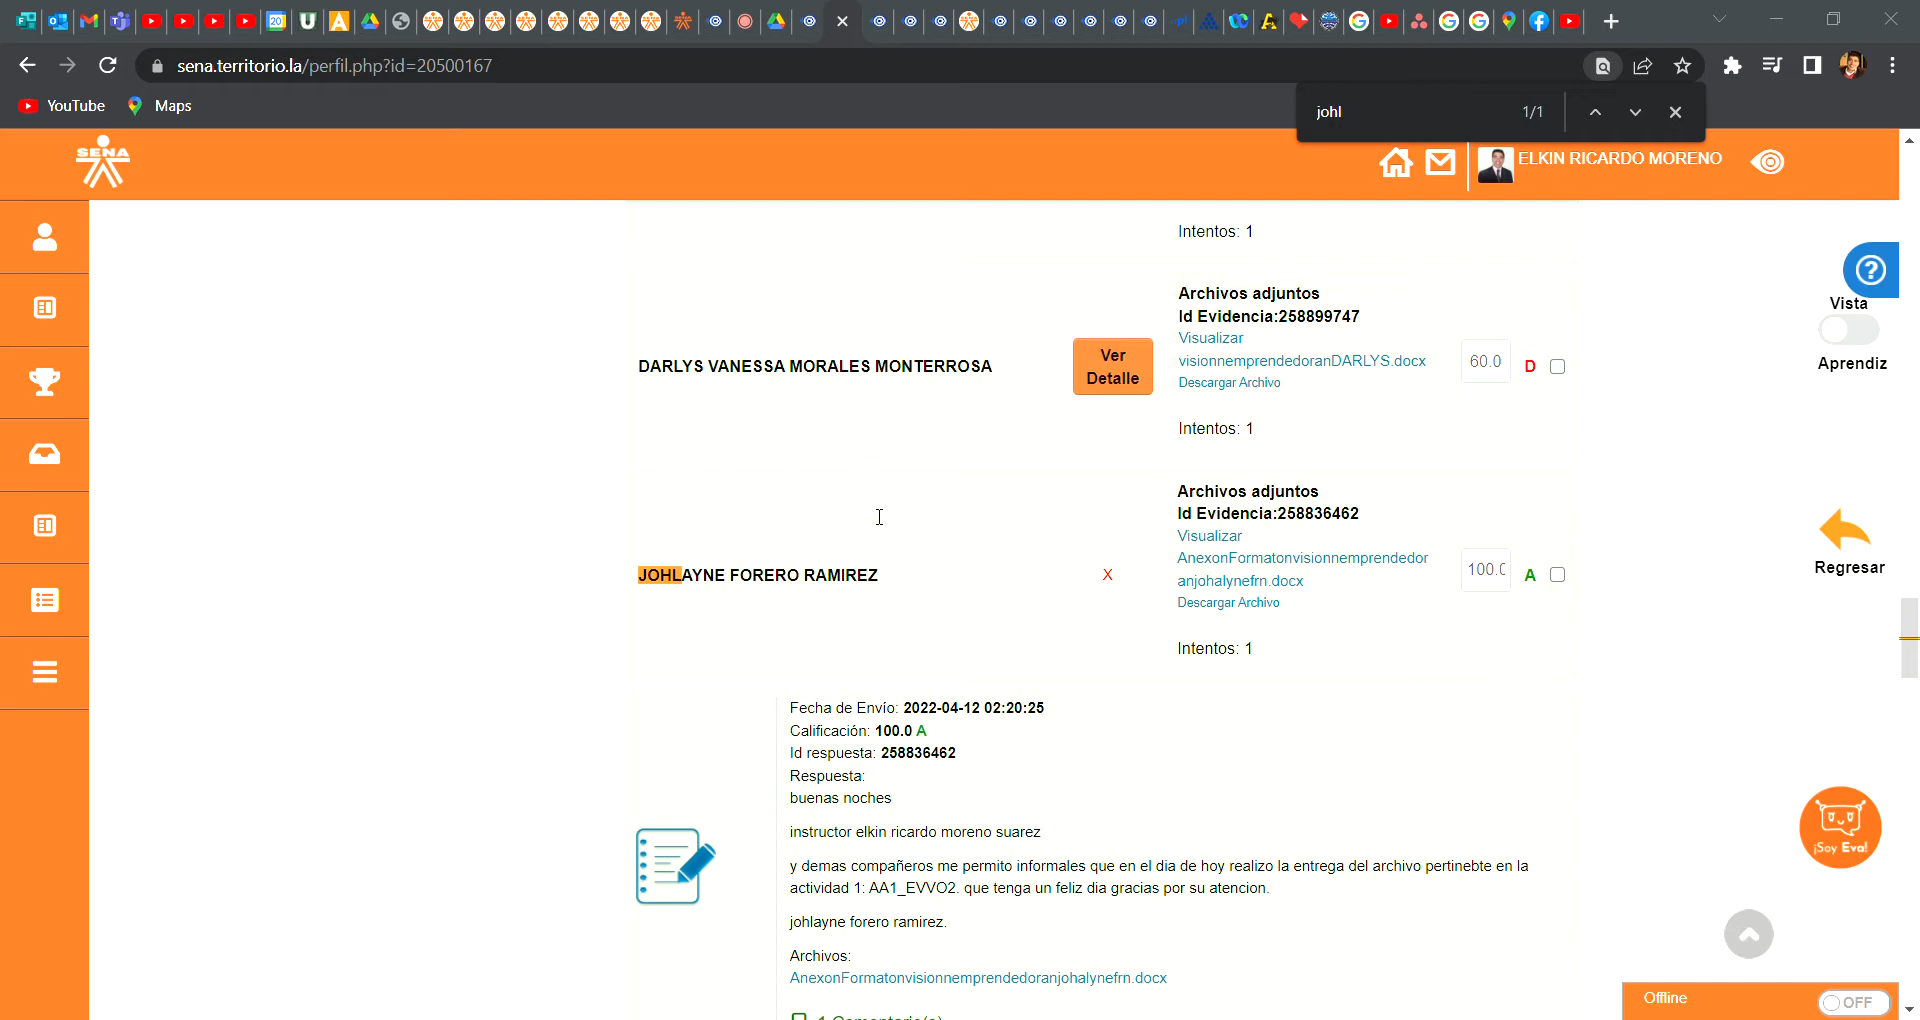 sena.territorio.la/perfil.php?id=20500167
YouTube
Maps
johl
1/1
SENA
ELKIN RICARDO MORENO
Intentos: 1
Archivos adjuntos
Id Evidencia:258899747
Visualizar
visionnemprendedoranDARLYS.docx
Descargar Archivo
DARLYS VANESSA MORALES MONTERROSA
Ver
Detalle
60.0
D
Intentos: 1
Vista
Aprendiz
Archivos adjuntos
Id Evidencia:258836462
Visualizar
AnexonFormatonvisionnemprendedor
anjohalynefrn.docx
Descargar Archivo
JOHLAYNE FORERO RAMIREZ
X
100.0
A
Intentos: 1
Regresar
Fecha de Envío: 2022-04-12 02:20:25
Calificación: 100.0 A
Id respuesta: 258836462
Respuesta:
buenas noches
instructor elkin ricardo moreno suarez
y demas compañeros me permito informales que en el dia de hoy realizo la entrega del archivo pertinebte en la
actividad 1: AA1_EVVO2. que tenga un feliz dia gracias por su atencion.
johlayne forero ramirez.
Archivos:
AnexonFormatonvisionnemprendedoranjohalynefrn.docx
1 Comentario(s)
¡Soy Eva!
Offline
OFF